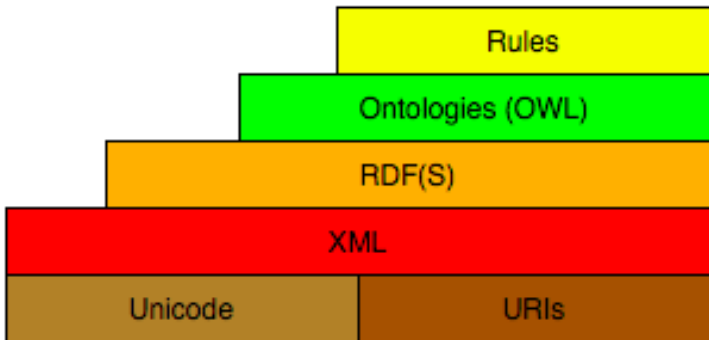 Rules
Ontologies (OWL)
RDF(S)
XML
Unicode URIs